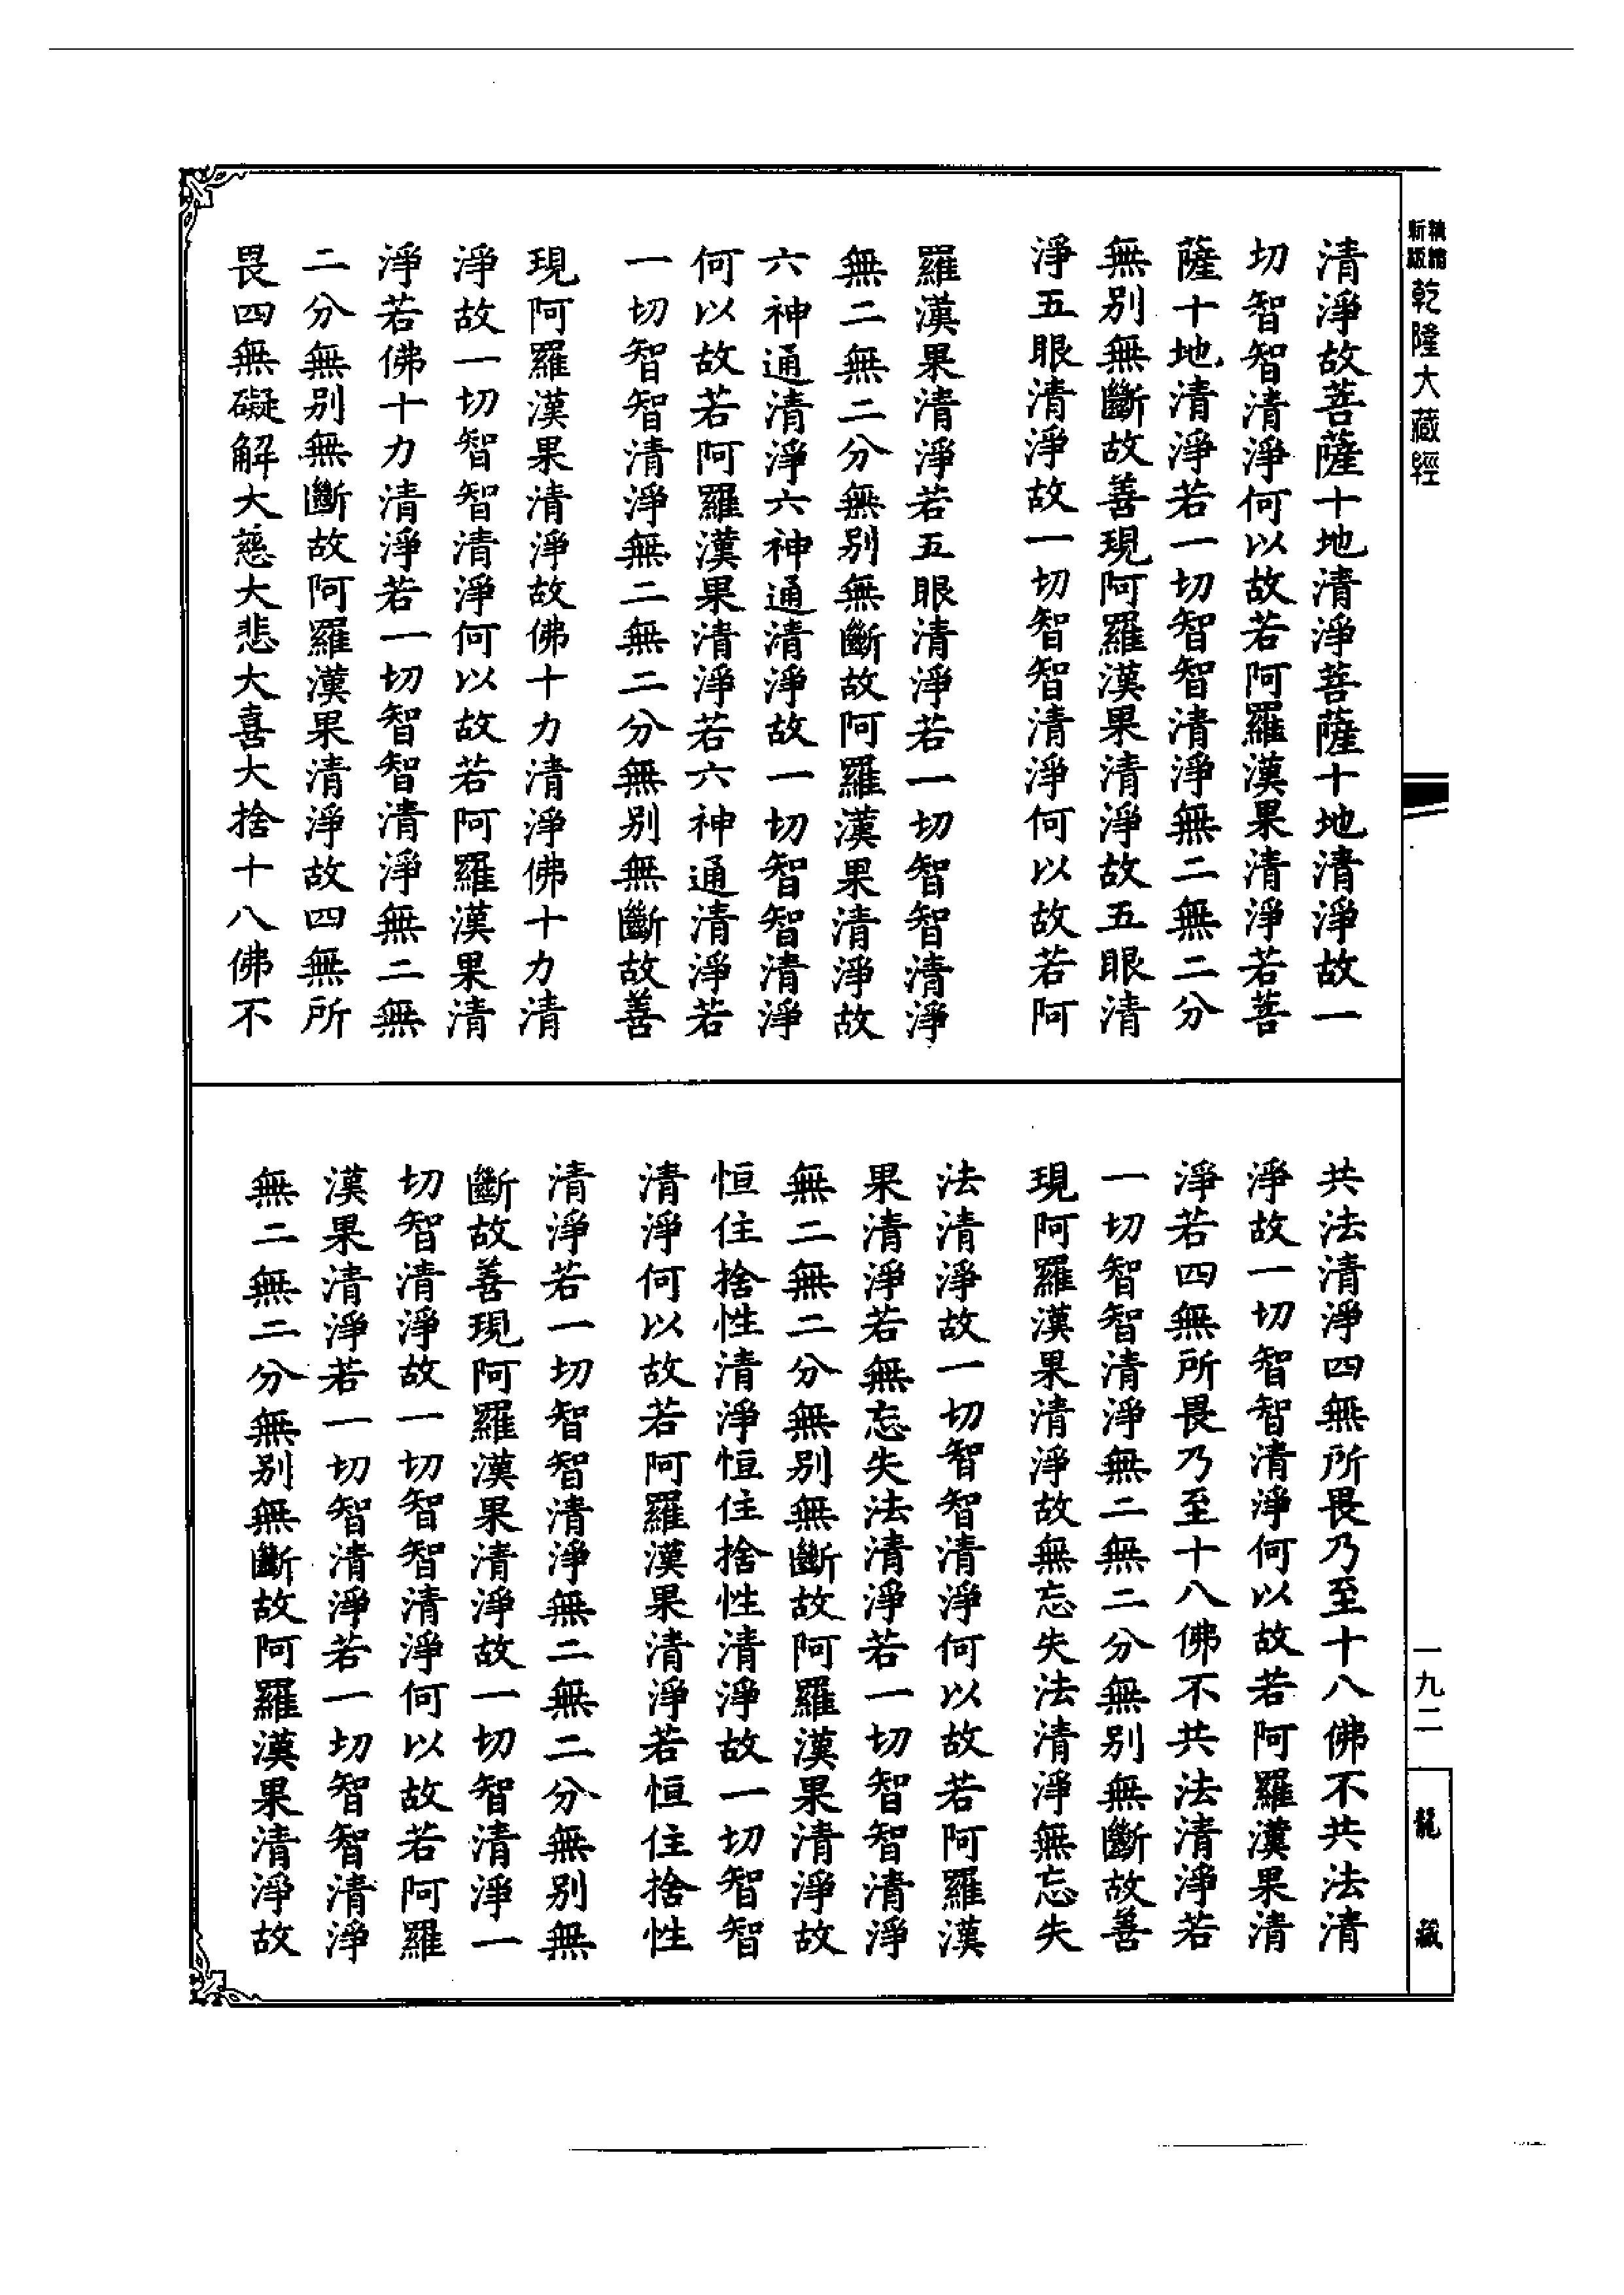 新版
精縮
乾隆大藏經
清淨故菩薩十地清淨菩薩十地清淨故一
切智智清淨何以故若阿羅漢果清淨若菩
薩十地清淨若一切智智清淨無二無二分
無別無斷故善現阿羅漢果清淨故五眼清
淨五眼清淨故一切智智清淨何以故若阿
羅漢果清淨若五眼清淨若一切智智清淨
無二無二分無別無斷故阿羅漢果清淨故
六神通清淨六神通清淨故一切智智清淨
何以故若阿羅漢果清淨若六神通清淨若
一切智智清淨無二無二分無別無斷故善
現阿羅漢果清淨故佛十力清淨佛十力清
淨故一切智智清淨何以故若阿羅漢果清
淨若佛十力清淨若一切智智清淨無二無
二分無別無斷故阿羅漢果清淨故四無所
畏四無礙解大慈大悲大喜大捨十八佛不
共法清淨四無所畏乃至十八佛不共法清
淨故一切智智清淨何以故若阿羅漢果清
淨若四無所畏乃至十八佛不共法清淨若
一切智智清淨無二無二分無別無斷故善
現阿羅漢果清淨故無忘失法清淨無忘失
法清淨故一切智智清淨何以故若阿羅漢
果清淨若無忘失法清淨若一切智智清淨
無二無二分無別無斷故阿羅漢果清淨故
恒住捨性清淨恒住捨性清淨故一切智智
清淨何以故若阿羅漢果清淨若恒住捨性
清淨若一切智智清淨無二無二分無別無
斷故善現阿羅漢果清淨故一切智清淨一
切智清淨故一切智智清淨何以故若阿羅
漢果清淨若一切智清淨若一切智智清淨
無二無二分無別無斷故阿羅漢果清淨故
一九二
龍藏